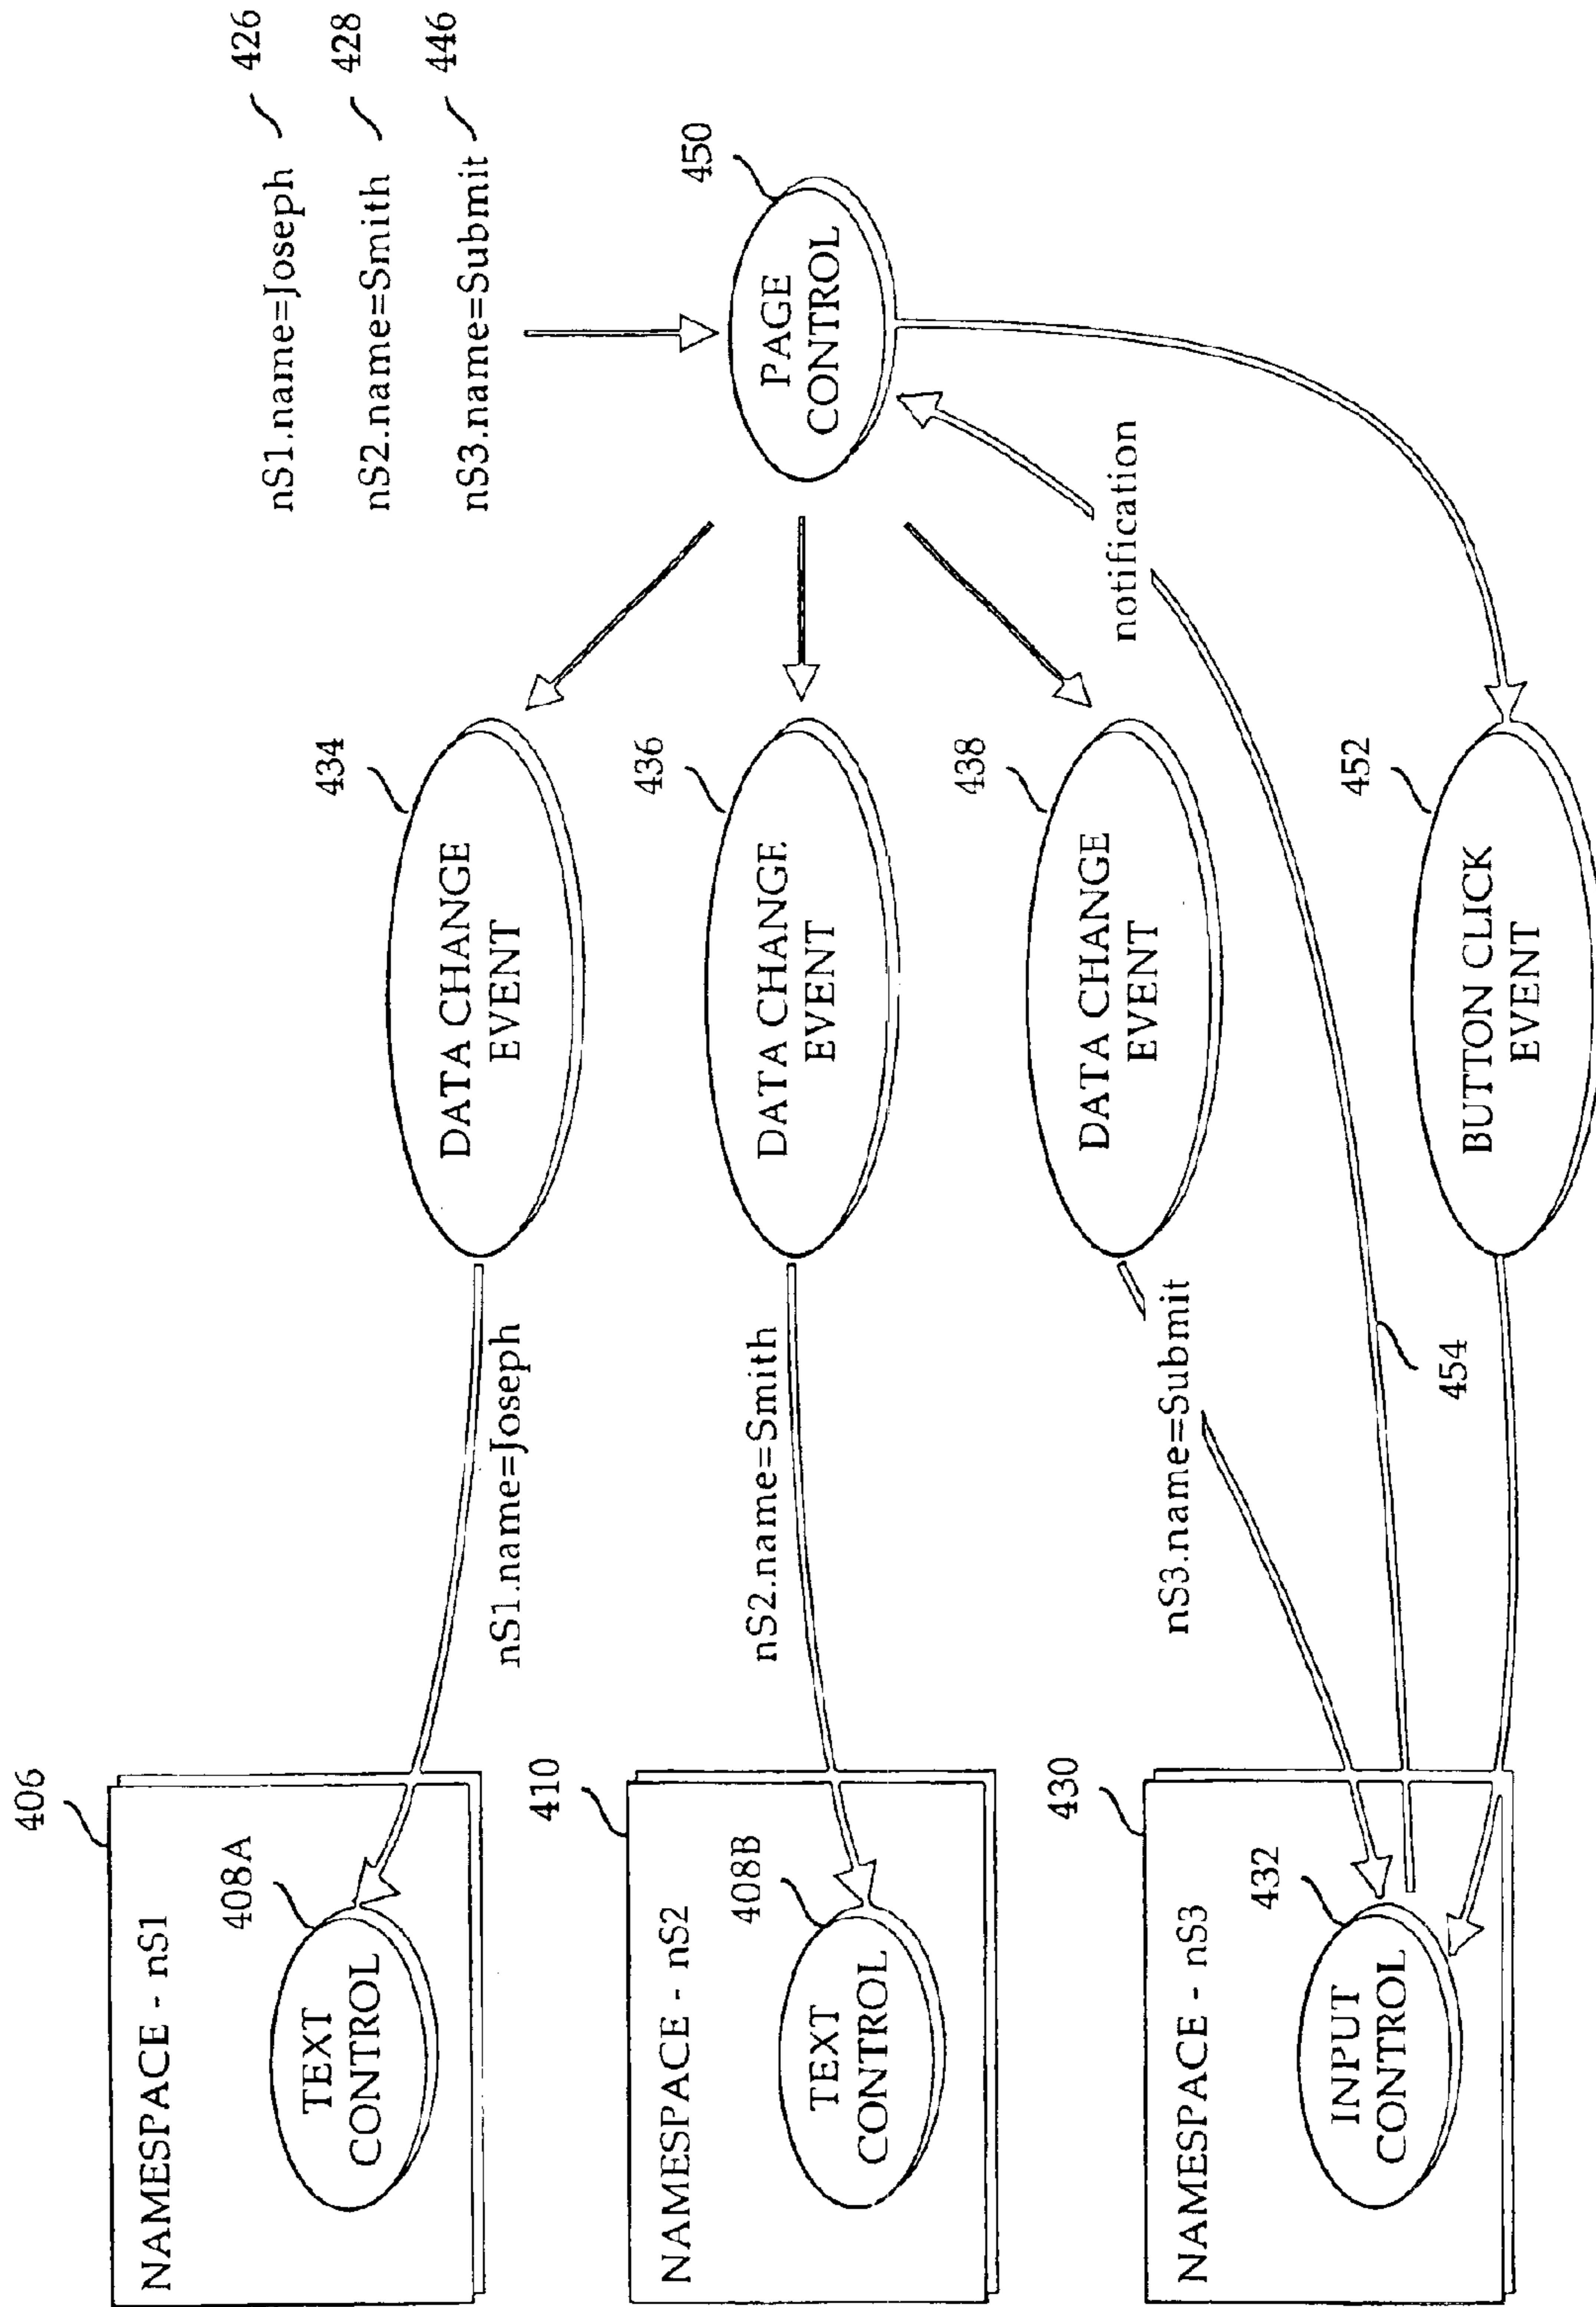 406
NAMESPACE - nS1
408A
TEXT
CONTROL
nS1.name=Joseph
434
DATA CHANGE
EVENT
nS1.name=Joseph 426
nS2.name=Smith 428
nS3.name=Submit 446
410
NAMESPACE - nS2
408B
TEXT
CONTROL
nS2.name=Smith
436
DATA CHANGE
EVENT
450
PAGE
CONTROL
430
NAMESPACE - nS3
432
INPUT
CONTROL
nS3.name=Submit
438
DATA CHANGE
EVENT
notification
454
452
BUTTON CLICK
EVENT